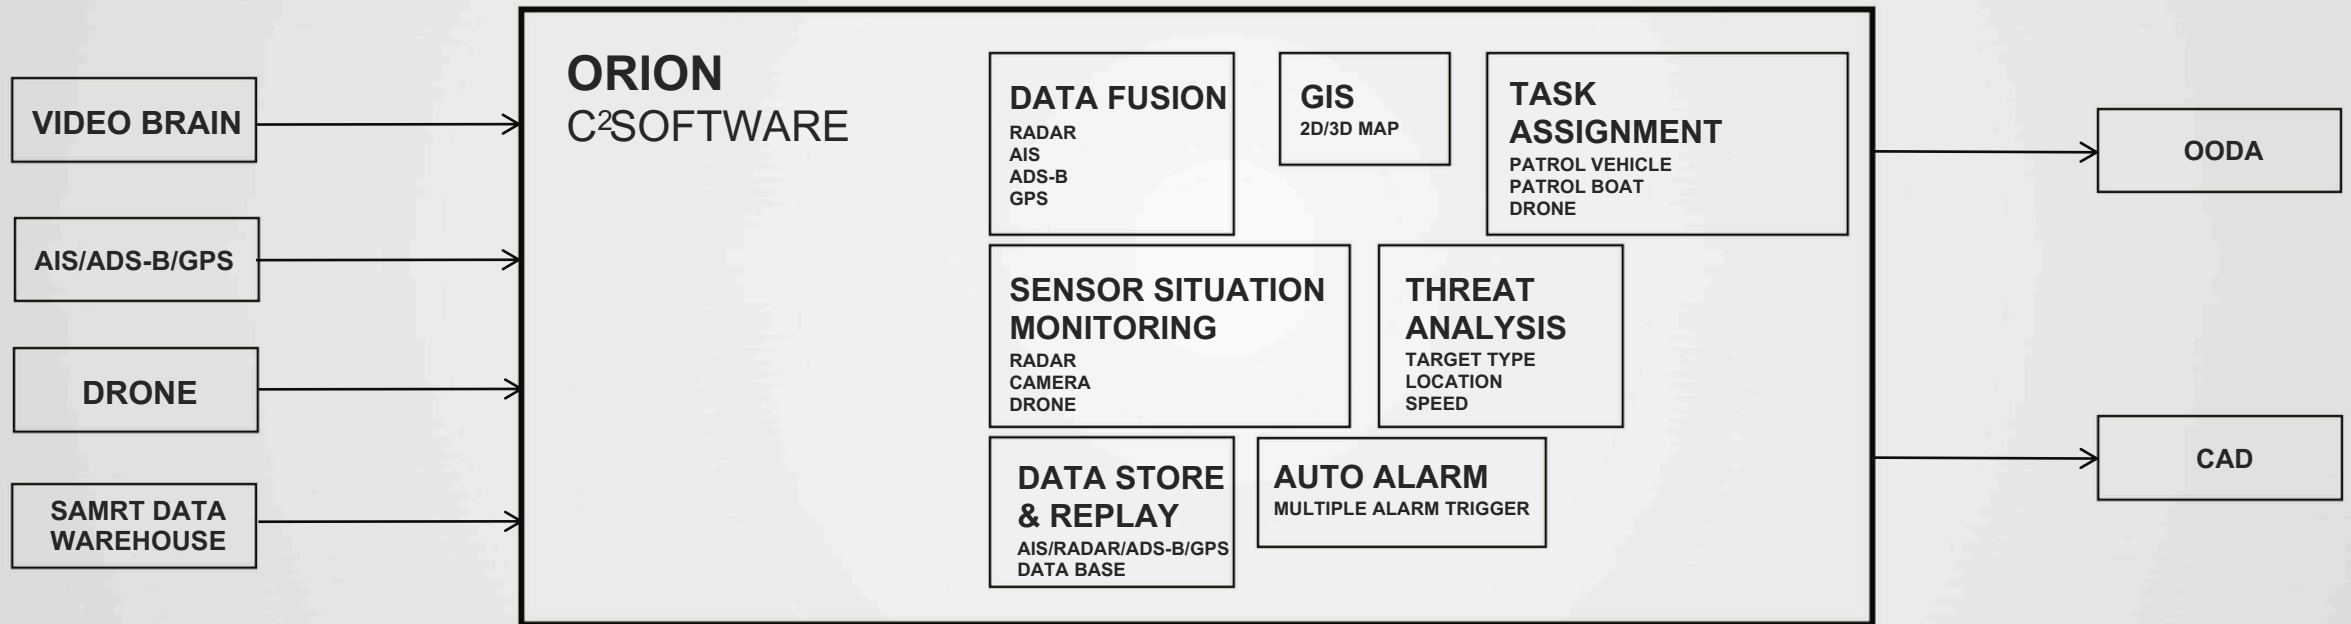 VIDEO BRAIN
AIS/ADS-B/GPS
DRONE
SAMRT DATA
WAREHOUSE
ORION
C²SOFTWARE
DATA FUSION
RADAR
AIS
ADS-B
GPS
GIS
2D/3D MAP
TASK
ASSIGNMENT
PATROL VEHICLE
PATROL BOAT
DRONE
SENSOR SITUATION
MONITORING
RADAR
CAMERA
DRONE
THREAT
ANALYSIS
TARGET TYPE
LOCATION
SPEED
DATA STORE
& REPLAY
AIS/RADAR/ADS-B/GPS
DATA BASE
AUTO ALARM
MULTIPLE ALARM TRIGGER
OODA
CAD